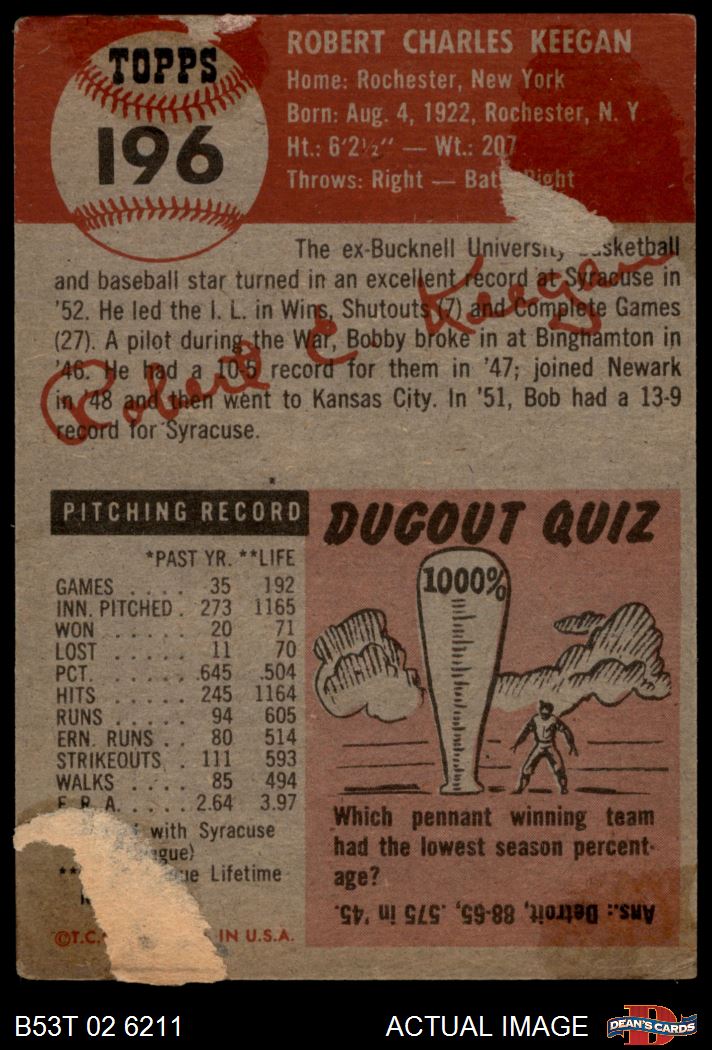 TOPPS
196
ROBERT CHARLES KEEGAN
Home: Rochester, New York
Born: Aug. 4, 1922, Rochester, N. Y.
Ht.: 6'2½" — Wt.: 207
Throws: Right — Bats Right
The ex-Bucknell University basketball
and baseball star turned in an excellent record at Syracuse in
'52. He led the I. L. in Wins, Shutouts (7) and Complete Games
(27). A pilot during the War, Bobby broke in at Binghamton in
'46. He had a 10-5 record for them in '47; joined Newark
in '48 and then went to Kansas City. In '51, Bob had a 13-9
record for Syracuse.
Robert C. Keegan
PITCHING RECORD
*PAST YR. **LIFE
GAMES ..... 35 192
INN. PITCHED . 273 1165
WON ..... 20 71
LOST ..... 11 70
PCT. ..... .645 .504
HITS ..... 245 1164
RUNS ..... 94 605
ERN. RUNS .. 80 514
STRIKEOUTS . 111 593
WALKS .... 85 494
E. R. A. .... 2.64 3.97
with Syracuse
gue)
** ue Lifetime
©T.C. IN U.S.A.
DUGOUT QUIZ
1000%
Which pennant winning team
had the lowest season percent-
age?
Ans.: Detroit, 88-65, .575 in '45.
B53T 02 6211
ACTUAL IMAGE
D
DEAN'S CARDS